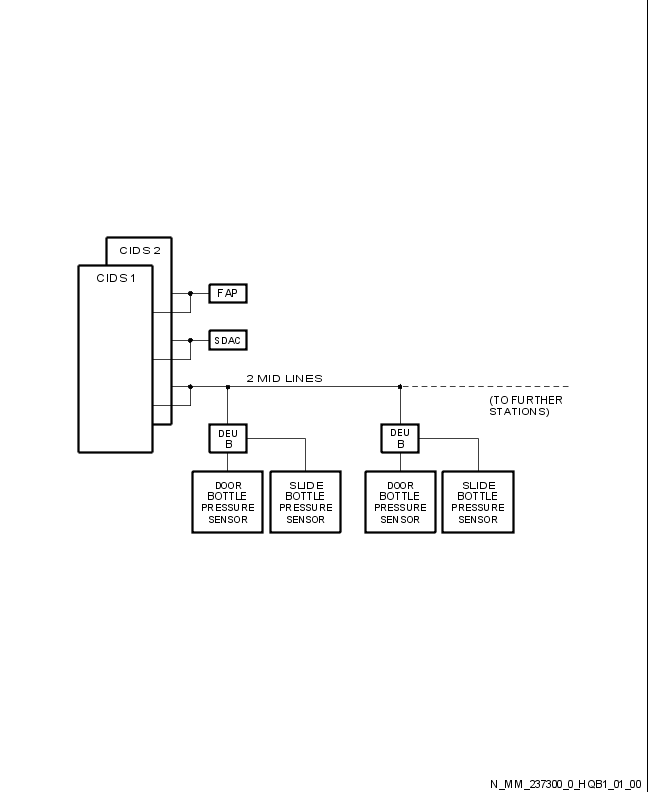 CIDS 2
CIDS 1
FAP
SDAC
2 MID LINES
(TO FURTHER
STATIONS)
DEU
B
DEU
B
DOOR
BOTTLE
PRESSURE
SENSOR
SLIDE
BOTTLE
PRESSURE
SENSOR
DOOR
BOTTLE
PRESSURE
SENSOR
SLIDE
BOTTLE
PRESSURE
SENSOR
N_MM_237300_0_HQB1_01_00